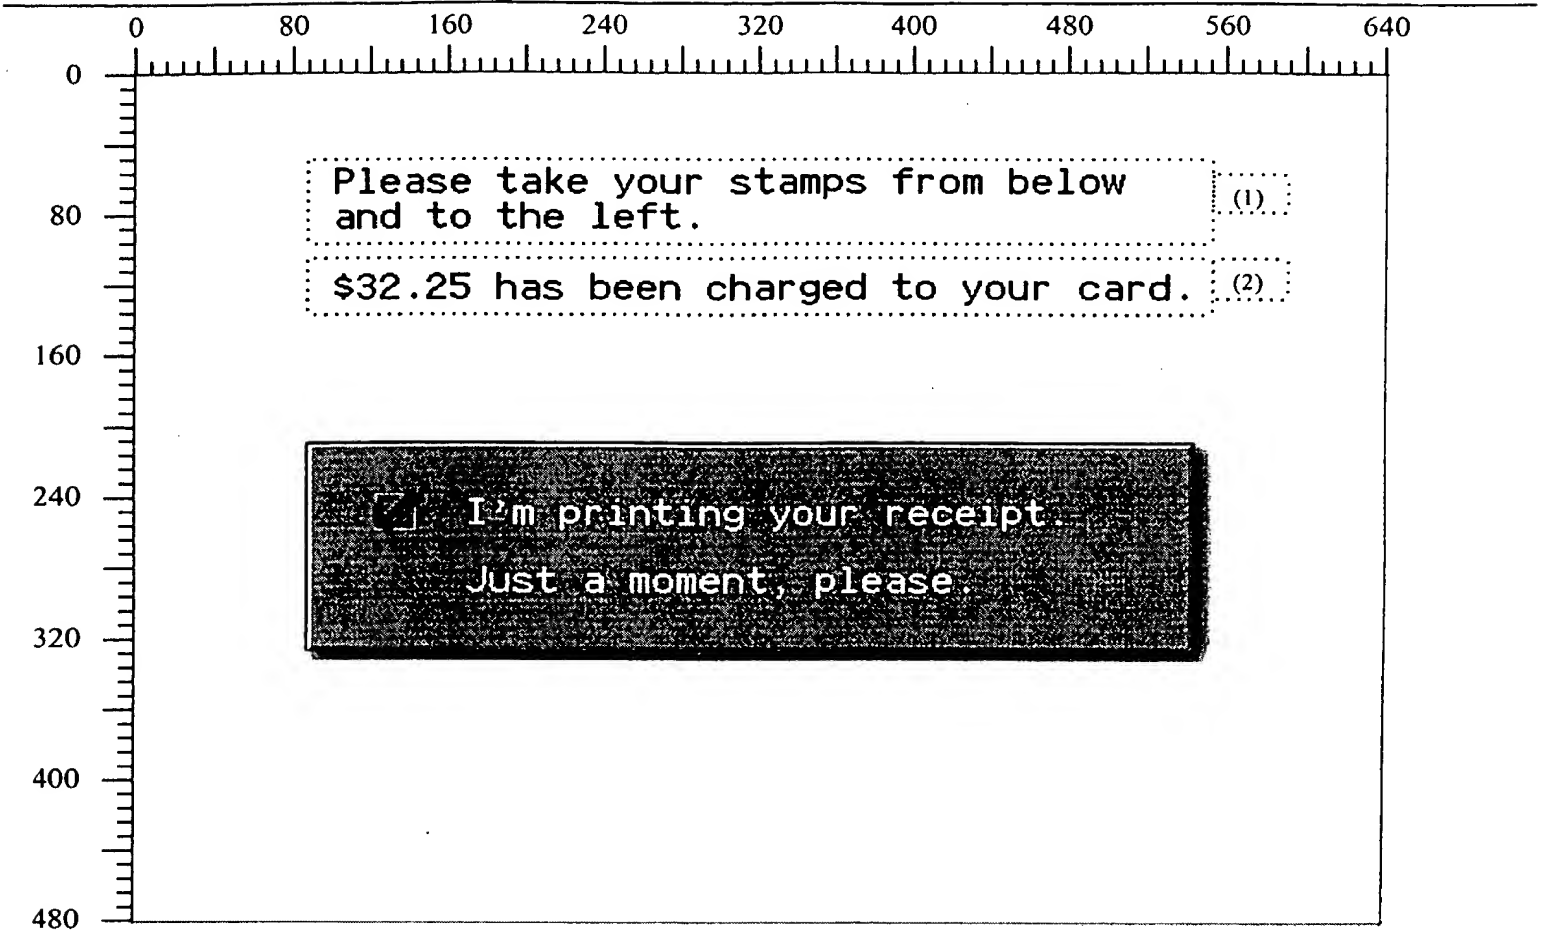 0 80 160 240 320 400 480 560 640
0
Please take your stamps from below
and to the left.
(1)
80
$32.25 has been charged to your card.
(2)
160
240
I'm printing your receipt.
Just a moment, please.
320
400
480